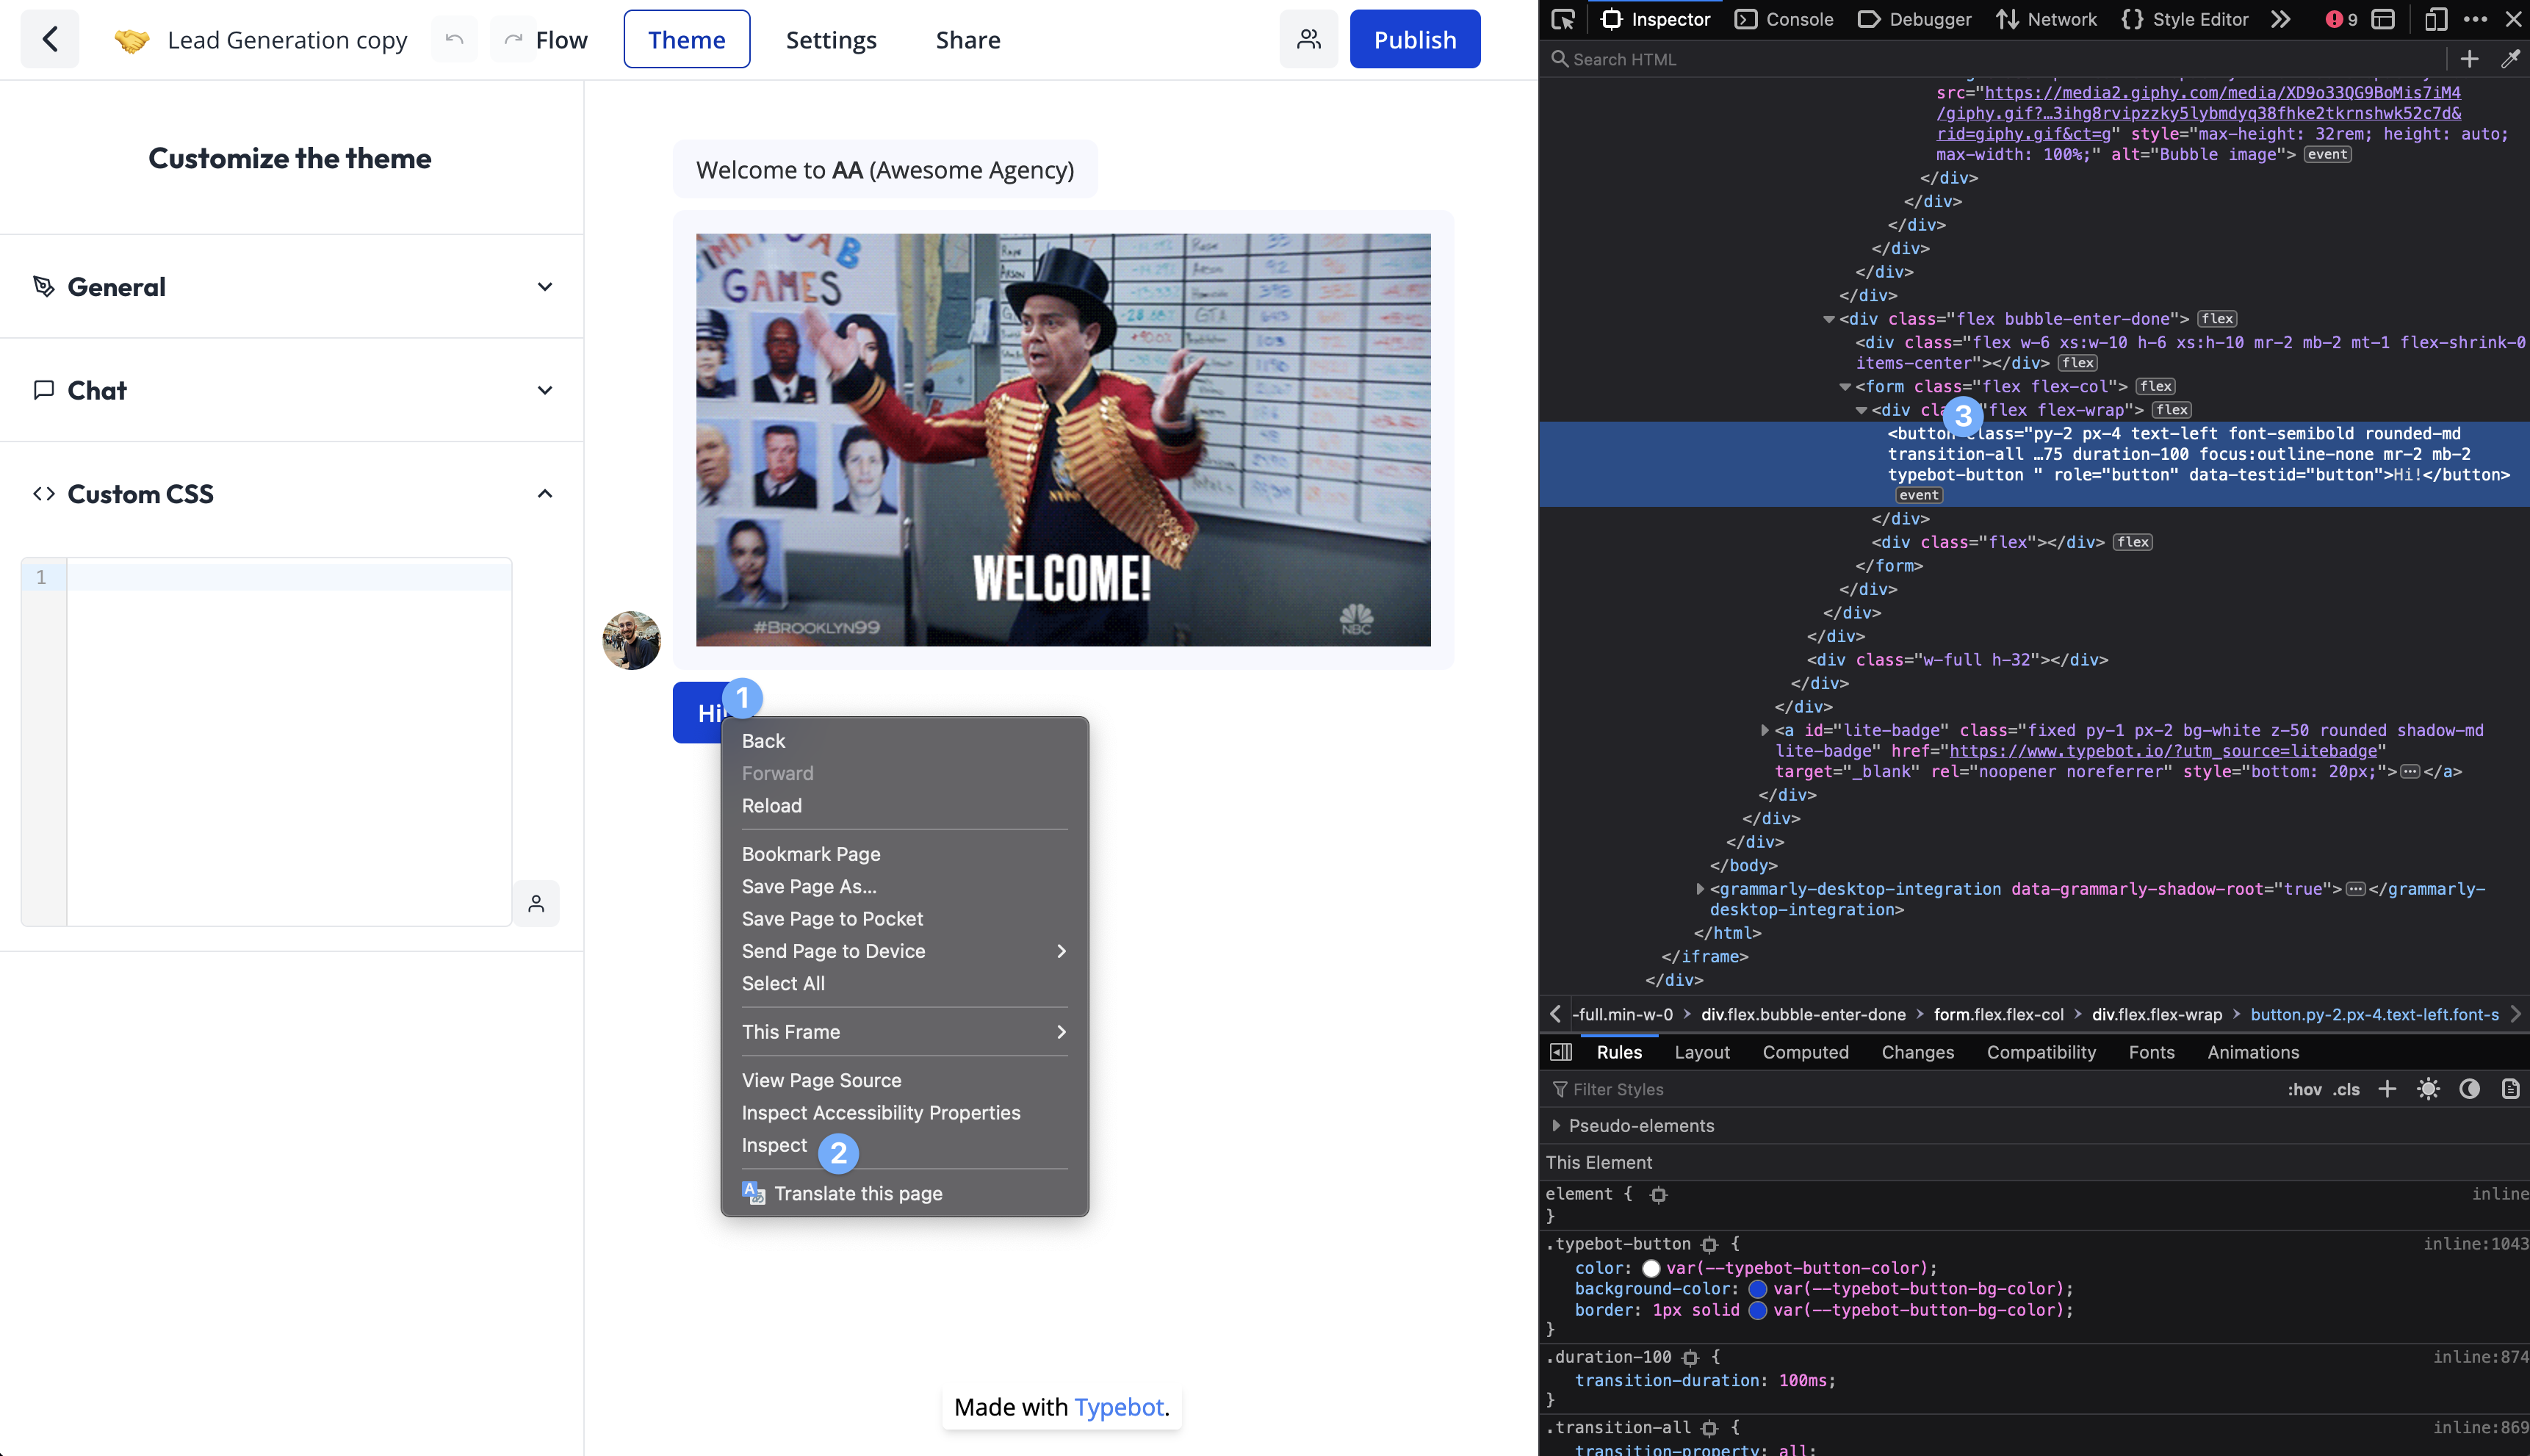 Lead Generation copy
Flow
Theme
Settings
Share
Publish
Customize the theme
General
Chat
Custom CSS
1
Welcome to AA (Awesome Agency)
GAMES
WELCOME!
#BROOKLYN99
NBC
Hi!
1
Back
Forward
Reload
Bookmark Page
Save Page As...
Save Page to Pocket
Send Page to Device
Select All
This Frame
View Page Source
Inspect Accessibility Properties
Inspect
2
Translate this page
Made with Typebot.
Inspector
Console
Debugger
Network
Style Editor
9
Search HTML
src="https://media2.giphy.com/media/XD9o33QG9BoMis7iM4
/giphy.gif?…3ihg8rvipzzky5lybmdyq38fhke2tkrnshwk52c7d&
rid=giphy.gif&ct=g" style="max-height: 32rem; height: auto;
max-width: 100%;" alt="Bubble image"> event
</div>
</div>
</div>
</div>
</div>
</div>
<div class="flex bubble-enter-done"> flex
<div class="flex w-6 xs:w-10 h-6 xs:h-10 mr-2 mb-2 mt-1 flex-shrink-0
items-center"></div> flex
<form class="flex flex-col"> flex
<div cla 3 "flex flex-wrap"> flex
<button class="py-2 px-4 text-left font-semibold rounded-md
transition-all …75 duration-100 focus:outline-none mr-2 mb-2
typebot-button " role="button" data-testid="button">Hi!</button>
event
</div>
<div class="flex"></div> flex
</form>
</div>
</div>
</div>
<div class="w-full h-32"></div>
</div>
</div>
<a id="lite-badge" class="fixed py-1 px-2 bg-white z-50 rounded shadow-md
lite-badge" href="https://www.typebot.io/?utm_source=litebadge"
target="_blank" rel="noopener noreferrer" style="bottom: 20px;"></a>
</div>
</div>
</div>
</body>
<grammarly-desktop-integration data-grammarly-shadow-root="true"></grammarly-
desktop-integration>
</html>
</iframe>
</div>
-full.min-w-0 > div.flex.bubble-enter-done > form.flex.flex-col > div.flex.flex-wrap > button.py-2.px-4.text-left.font-s
Rules
Layout
Computed
Changes
Compatibility
Fonts
Animations
Filter Styles
:hov .cls
Pseudo-elements
This Element
element { inline
}
.typebot-button { inline:1043
color: var(--typebot-button-color);
background-color: var(--typebot-button-bg-color);
border: 1px solid var(--typebot-button-bg-color);
}
.duration-100 { inline:874
transition-duration: 100ms;
}
.transition-all { inline:869
transition-property: all;